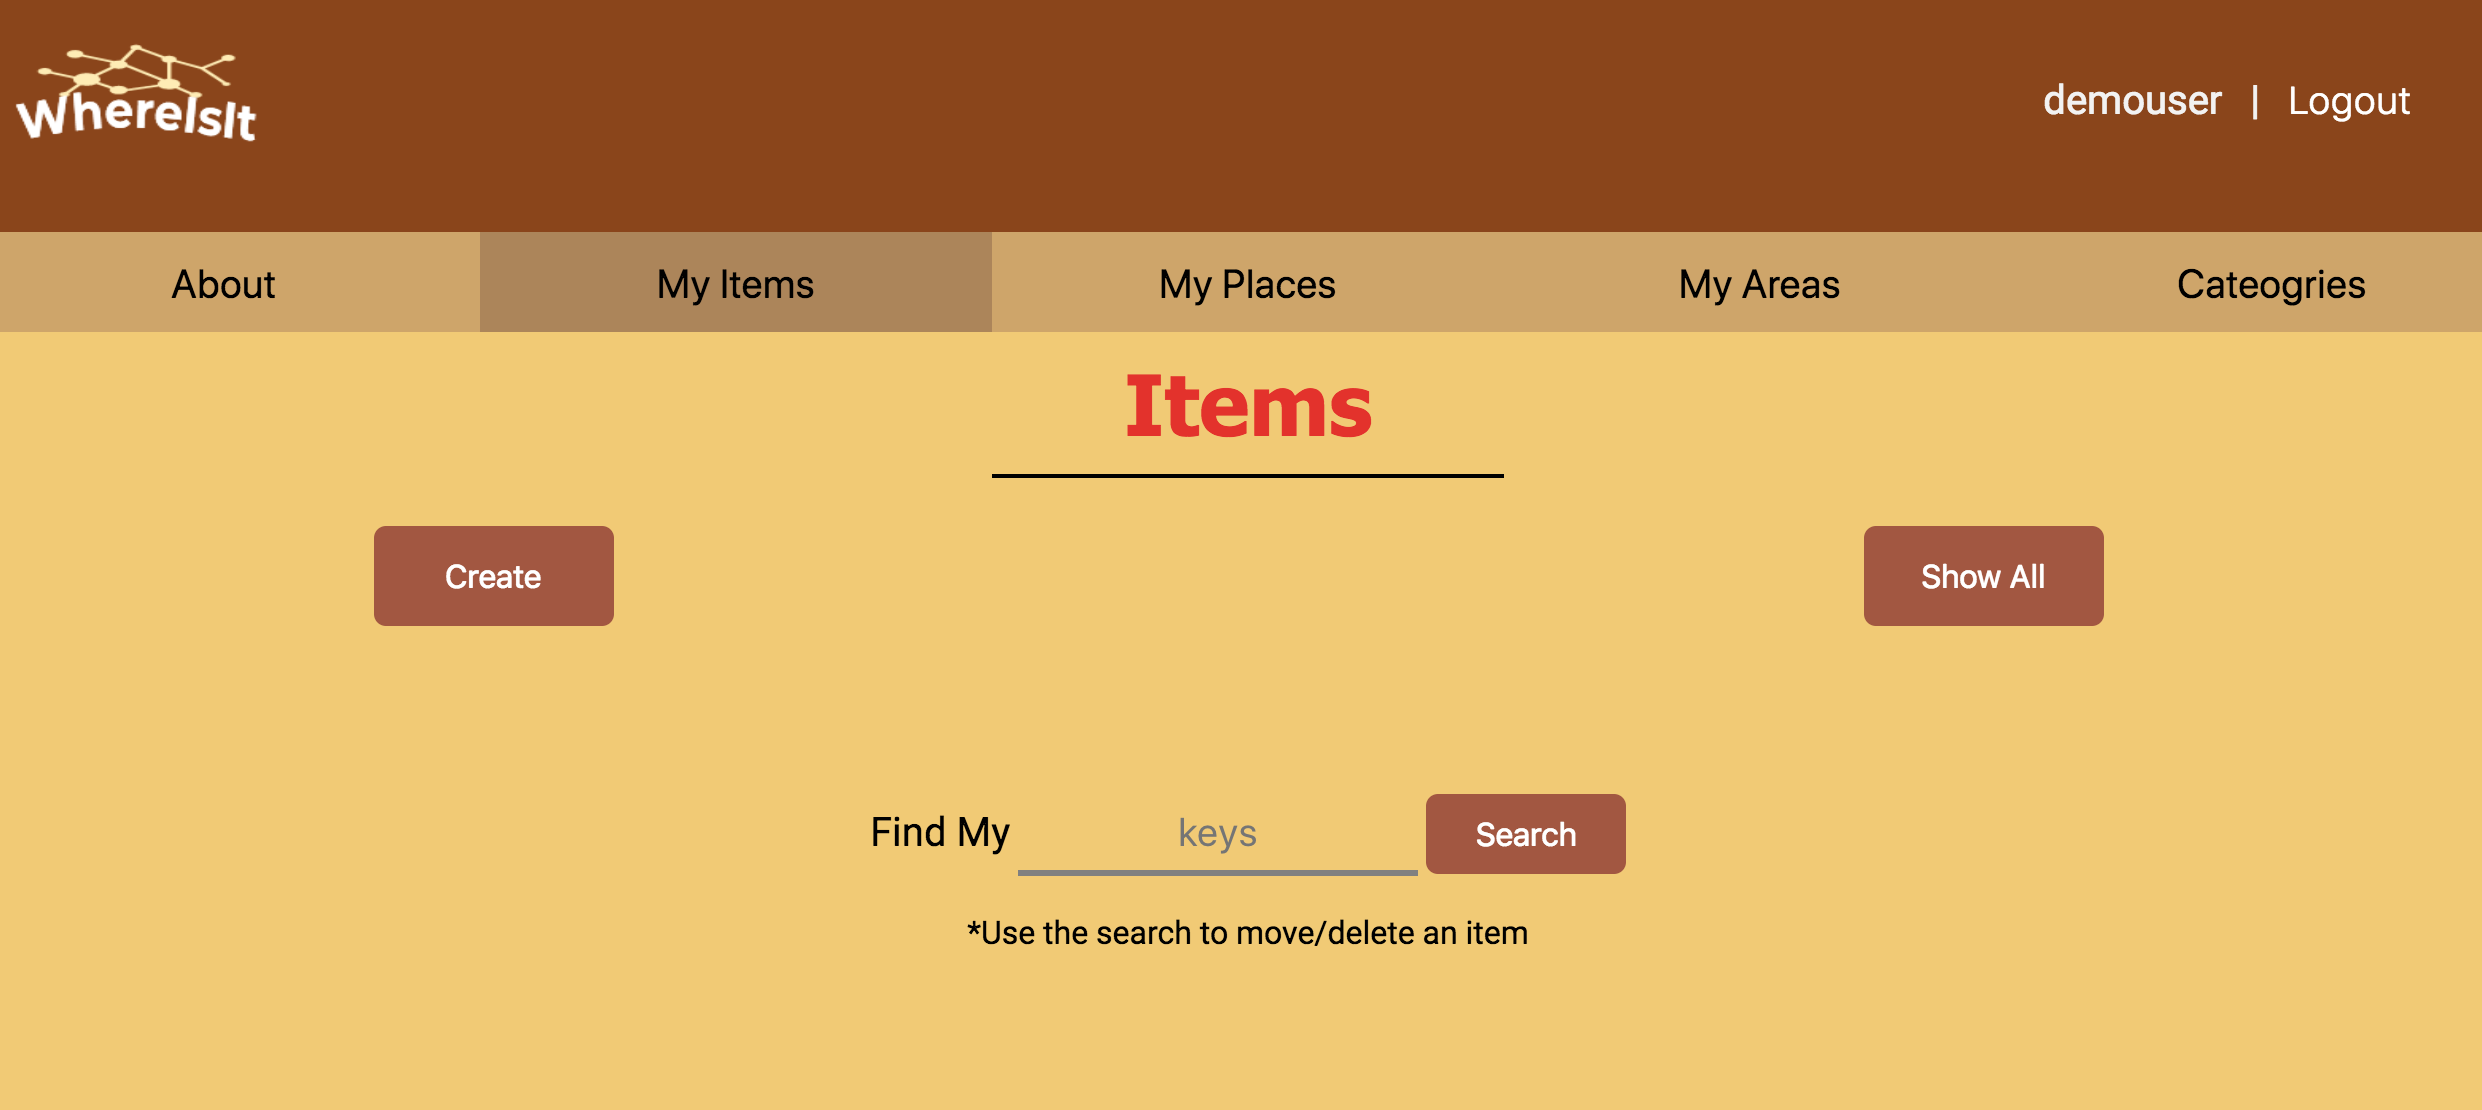 WhereIsIt
demouser | Logout
About My Items My Places My Areas Cateogries
Items
Create Show All
Find My keys Search
*Use the search to move/delete an item